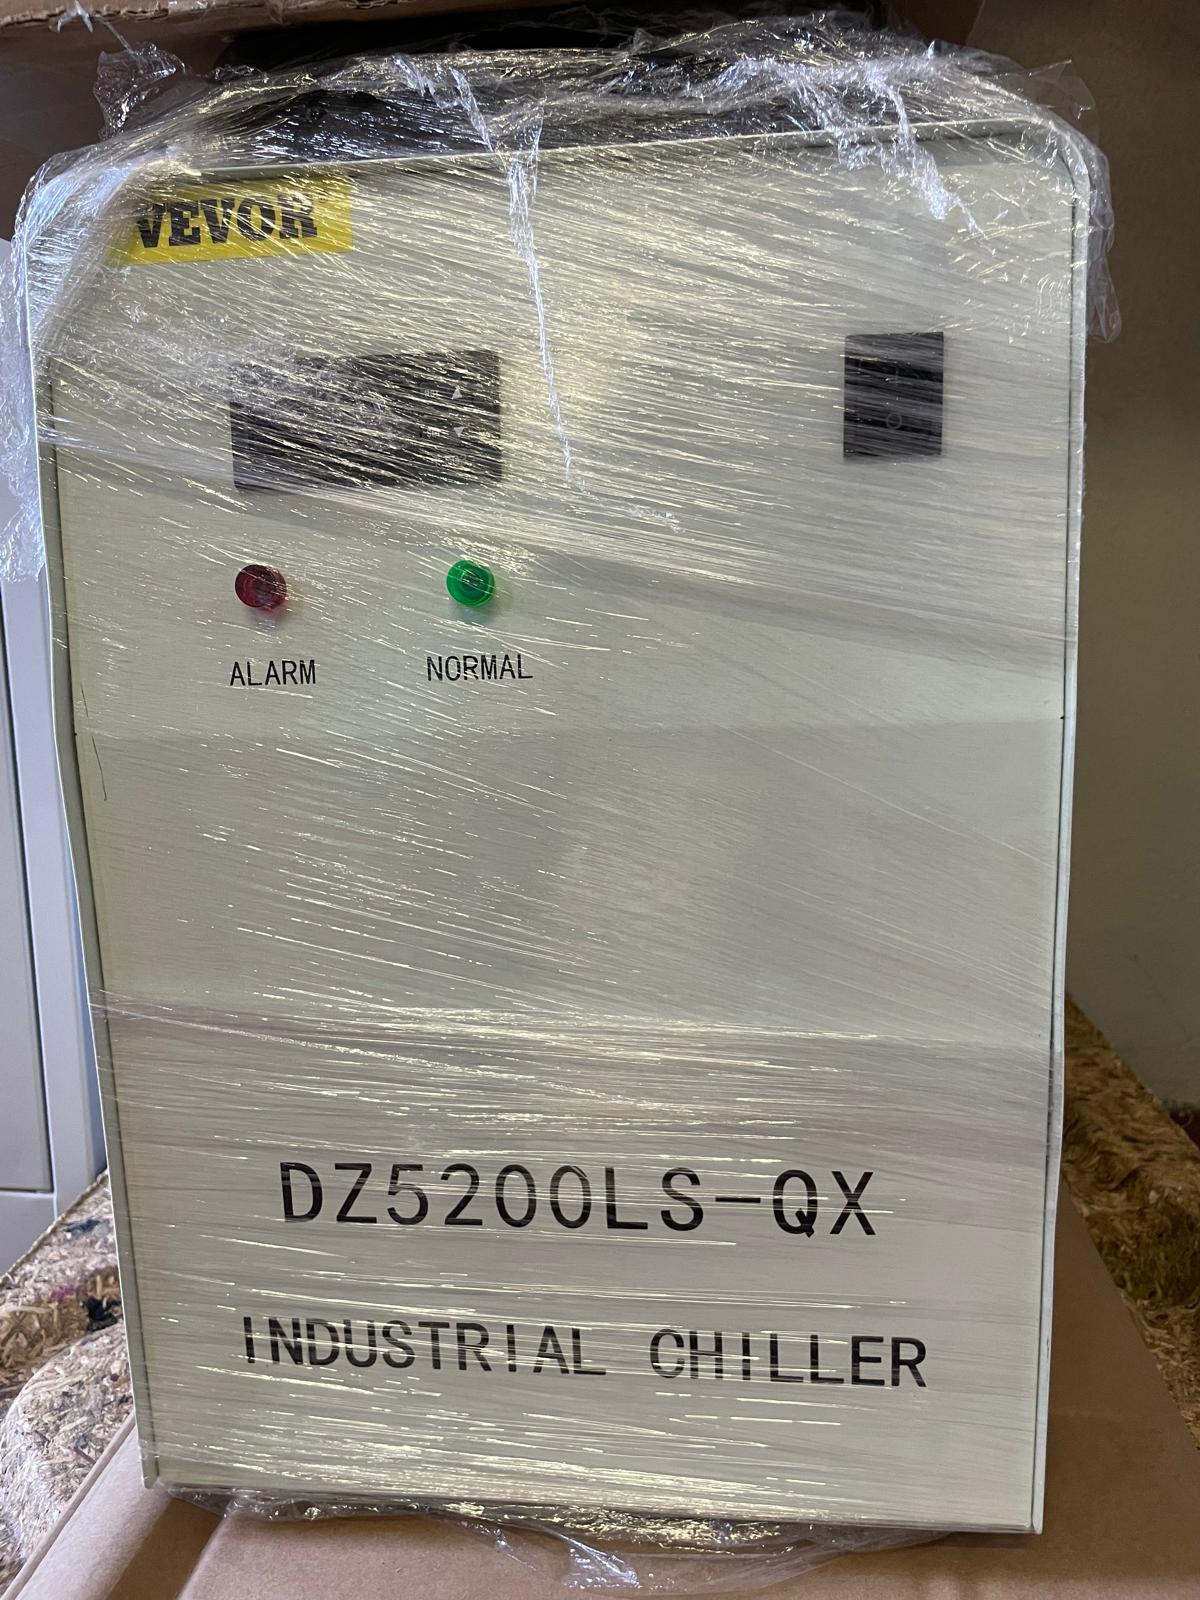 VEVOR
ALARM
NORMAL
DZ5200LS-QX
INDUSTRIAL CHILLER